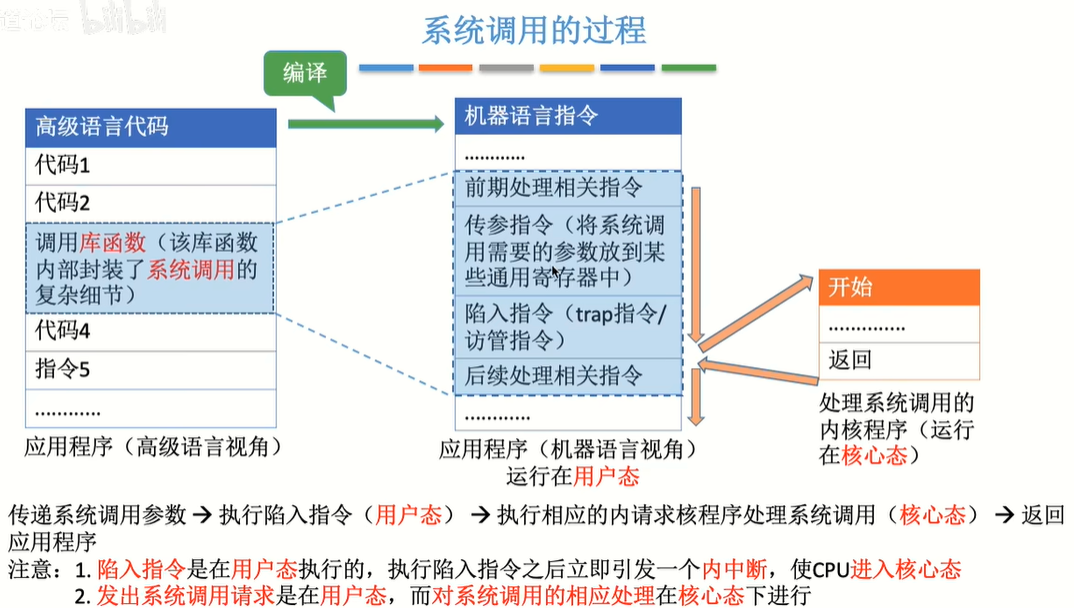 bilibili
系统调用的过程
编译
高级语言代码
代码1
代码2
调用库函数（该库函数
内部封装了系统调用的
复杂细节）
代码4
指令5
…………
应用程序（高级语言视角）
机器语言指令
…………
前期处理相关指令
传参指令（将系统调
用需要的参数放到某
些通用寄存器中）
陷入指令（trap指令/
访管指令）
后续处理相关指令
…………
应用程序（机器语言视角）
运行在用户态
开始
…………..
返回
处理系统调用的
内核程序（运行
在核心态）
传递系统调用参数 → 执行陷入指令（用户态） → 执行相应的内请求核程序处理系统调用（核心态） → 返回
应用程序
注意：1. 陷入指令是在用户态执行的，执行陷入指令之后立即引发一个内中断，使CPU进入核心态
2. 发出系统调用请求是在用户态，而对系统调用的相应处理在核心态下进行